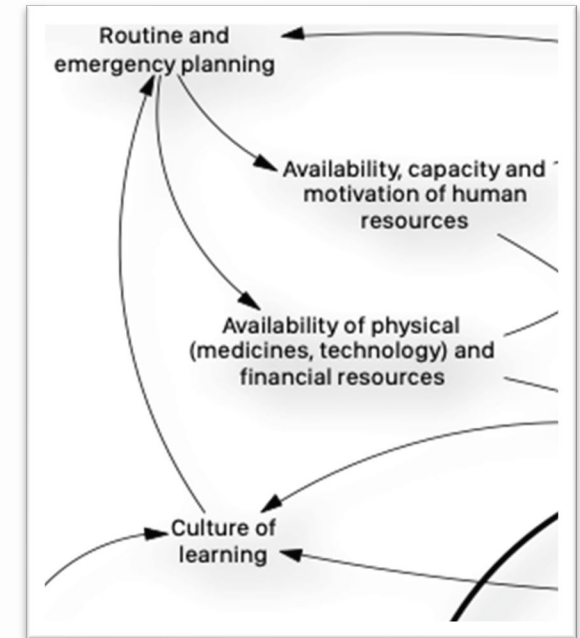 Routine and
emergency planning
Availability, capacity and
motivation of human
resources
Availability of physical
(medicines, technology) and
financial resources
Culture of
learning